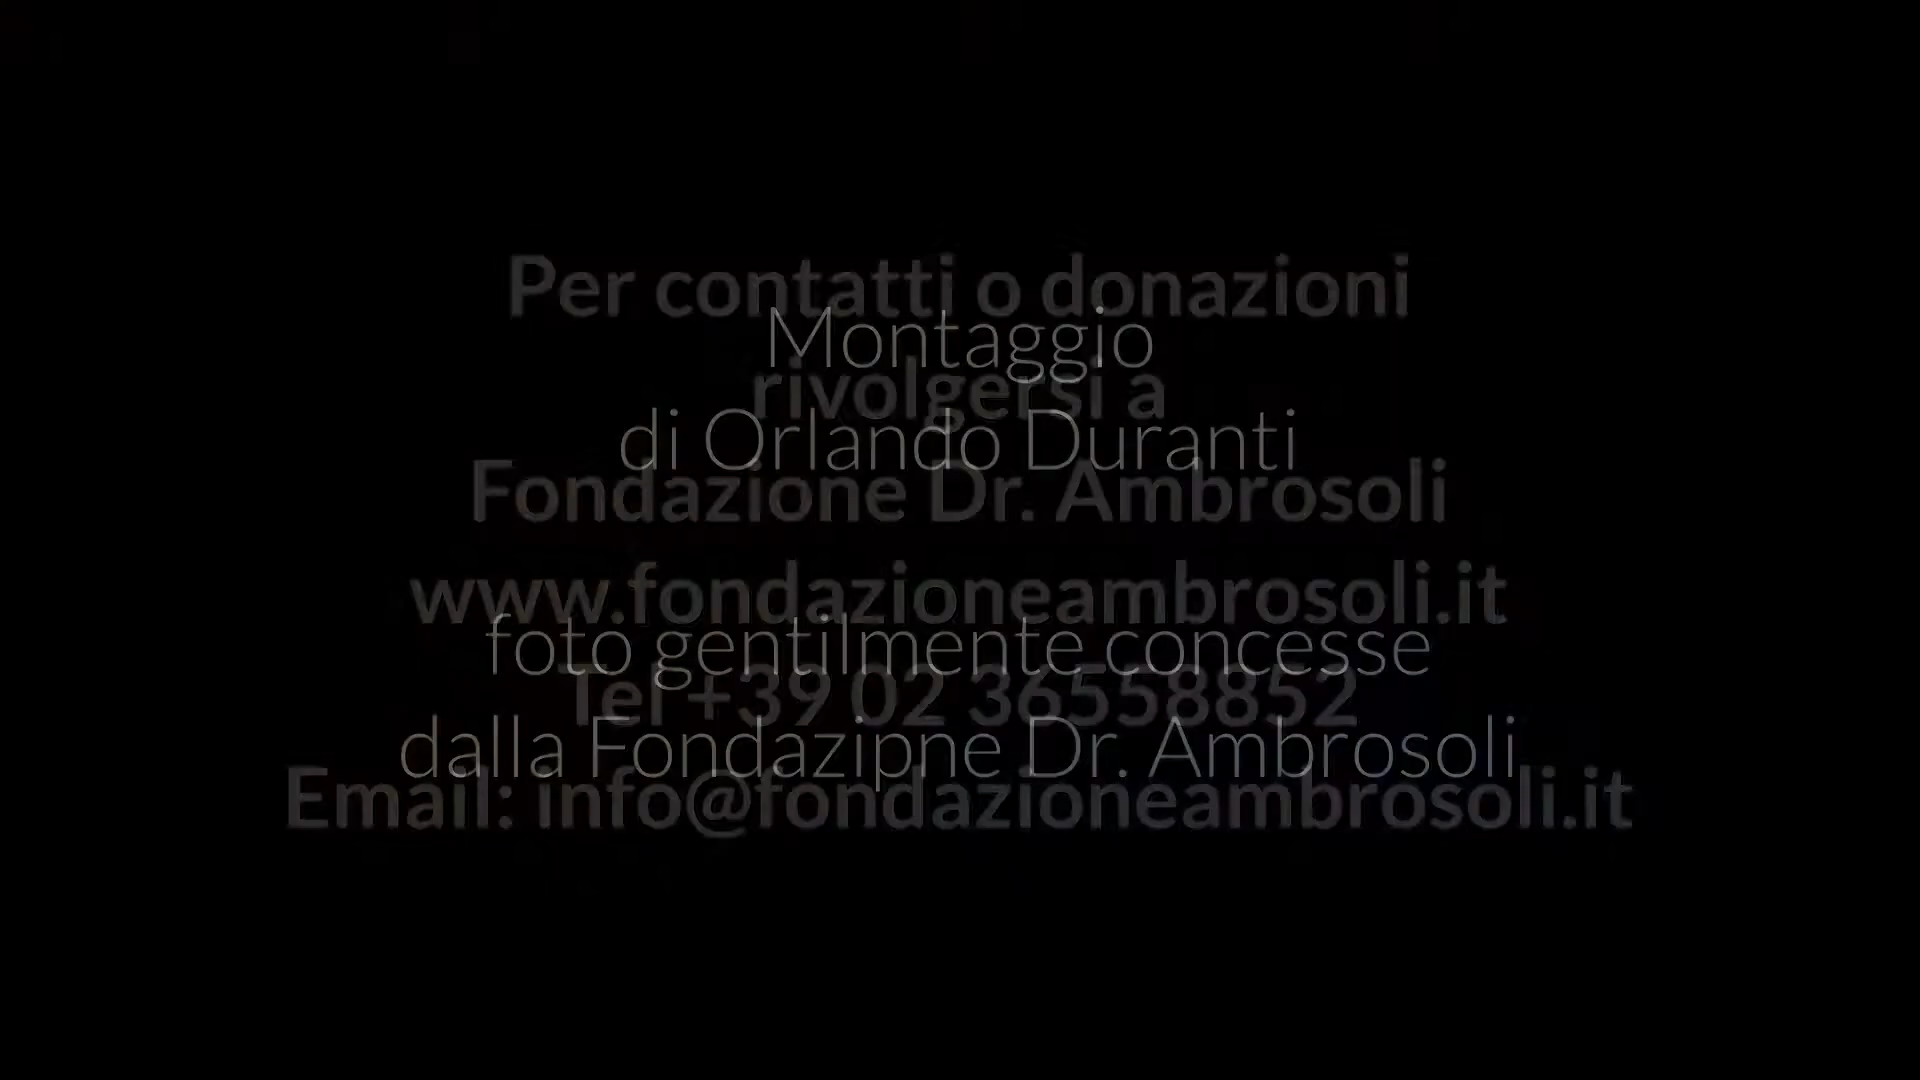 Per contatti o donazioni
Montaggio
rivolgersi a
di Orlando Duranti
Fondazione Dr. Ambrosoli
www.fondazioneambrosoli.it
foto gentilmente concesse
Tel +39 02 36558852
dalla Fondazipne Dr. Ambrosoli
Email: info@fondazioneambrosoli.it